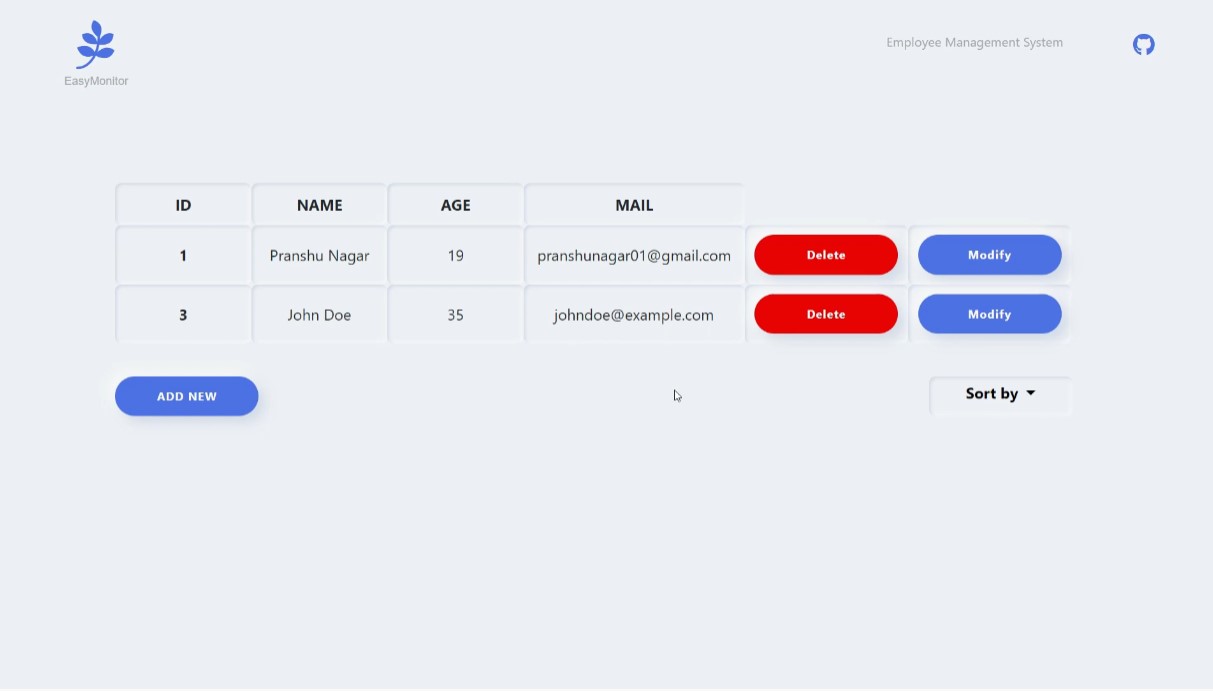 Employee Management System
EasyMonitor
ID NAME AGE MAIL
1 Pranshu Nagar 19 pranshunagar01@gmail.com Delete Modify
3 John Doe 35 johndoe@example.com Delete Modify
ADD NEW Sort by